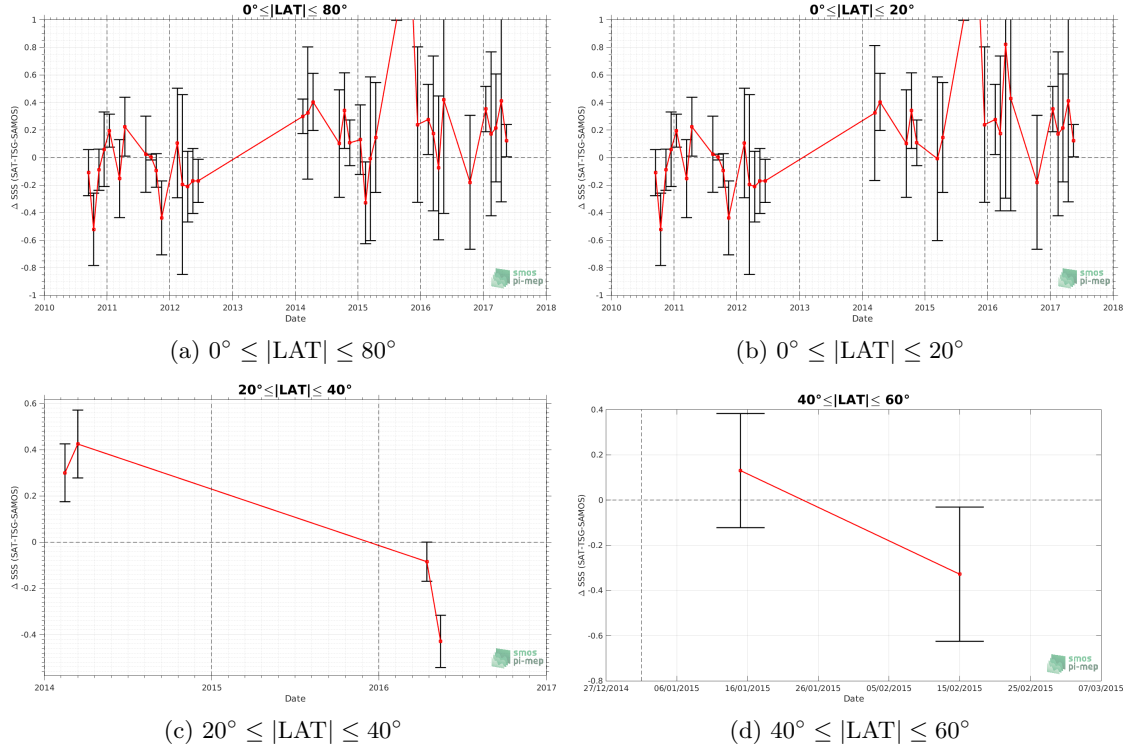 0°≤|LAT|≤ 80°
1
0.8
0.6
0.4
0.2
0
-0.2
-0.4
-0.6
-0.8
-1
Δ SSS (SAT-TSG-SAMOS)
2010 2011 2012 2013 2014 2015 2016 2017 2018
Date
smos
pi-mep
(a) 0° ≤ |LAT| ≤ 80°
0°≤|LAT|≤ 20°
1
0.8
0.6
0.4
0.2
0
-0.2
-0.4
-0.6
-0.8
-1
Δ SSS (SAT-TSG-SAMOS)
2010 2011 2012 2013 2014 2015 2016 2017 2018
Date
smos
pi-mep
(b) 0° ≤ |LAT| ≤ 20°
20°≤|LAT|≤ 40°
0.6
0.4
0.2
0
-0.2
-0.4
Δ SSS (SAT-TSG-SAMOS)
2014 2015 2016 2017
Date
smos
pi-mep
(c) 20° ≤ |LAT| ≤ 40°
40°≤|LAT|≤ 60°
0.4
0.2
0
-0.2
-0.4
-0.6
-0.8
Δ SSS (SAT-TSG-SAMOS)
27/12/2014 06/01/2015 16/01/2015 26/01/2015 05/02/2015 15/02/2015 25/02/2015 07/03/2015
Date
smos
pi-mep
(d) 40° ≤ |LAT| ≤ 60°